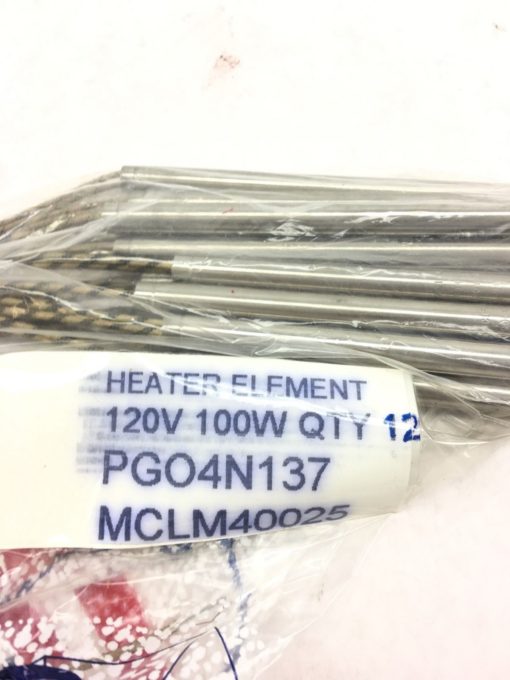 HEATER ELEMENT
120V 100W QTY 12
PGO4N137
MCLM40025